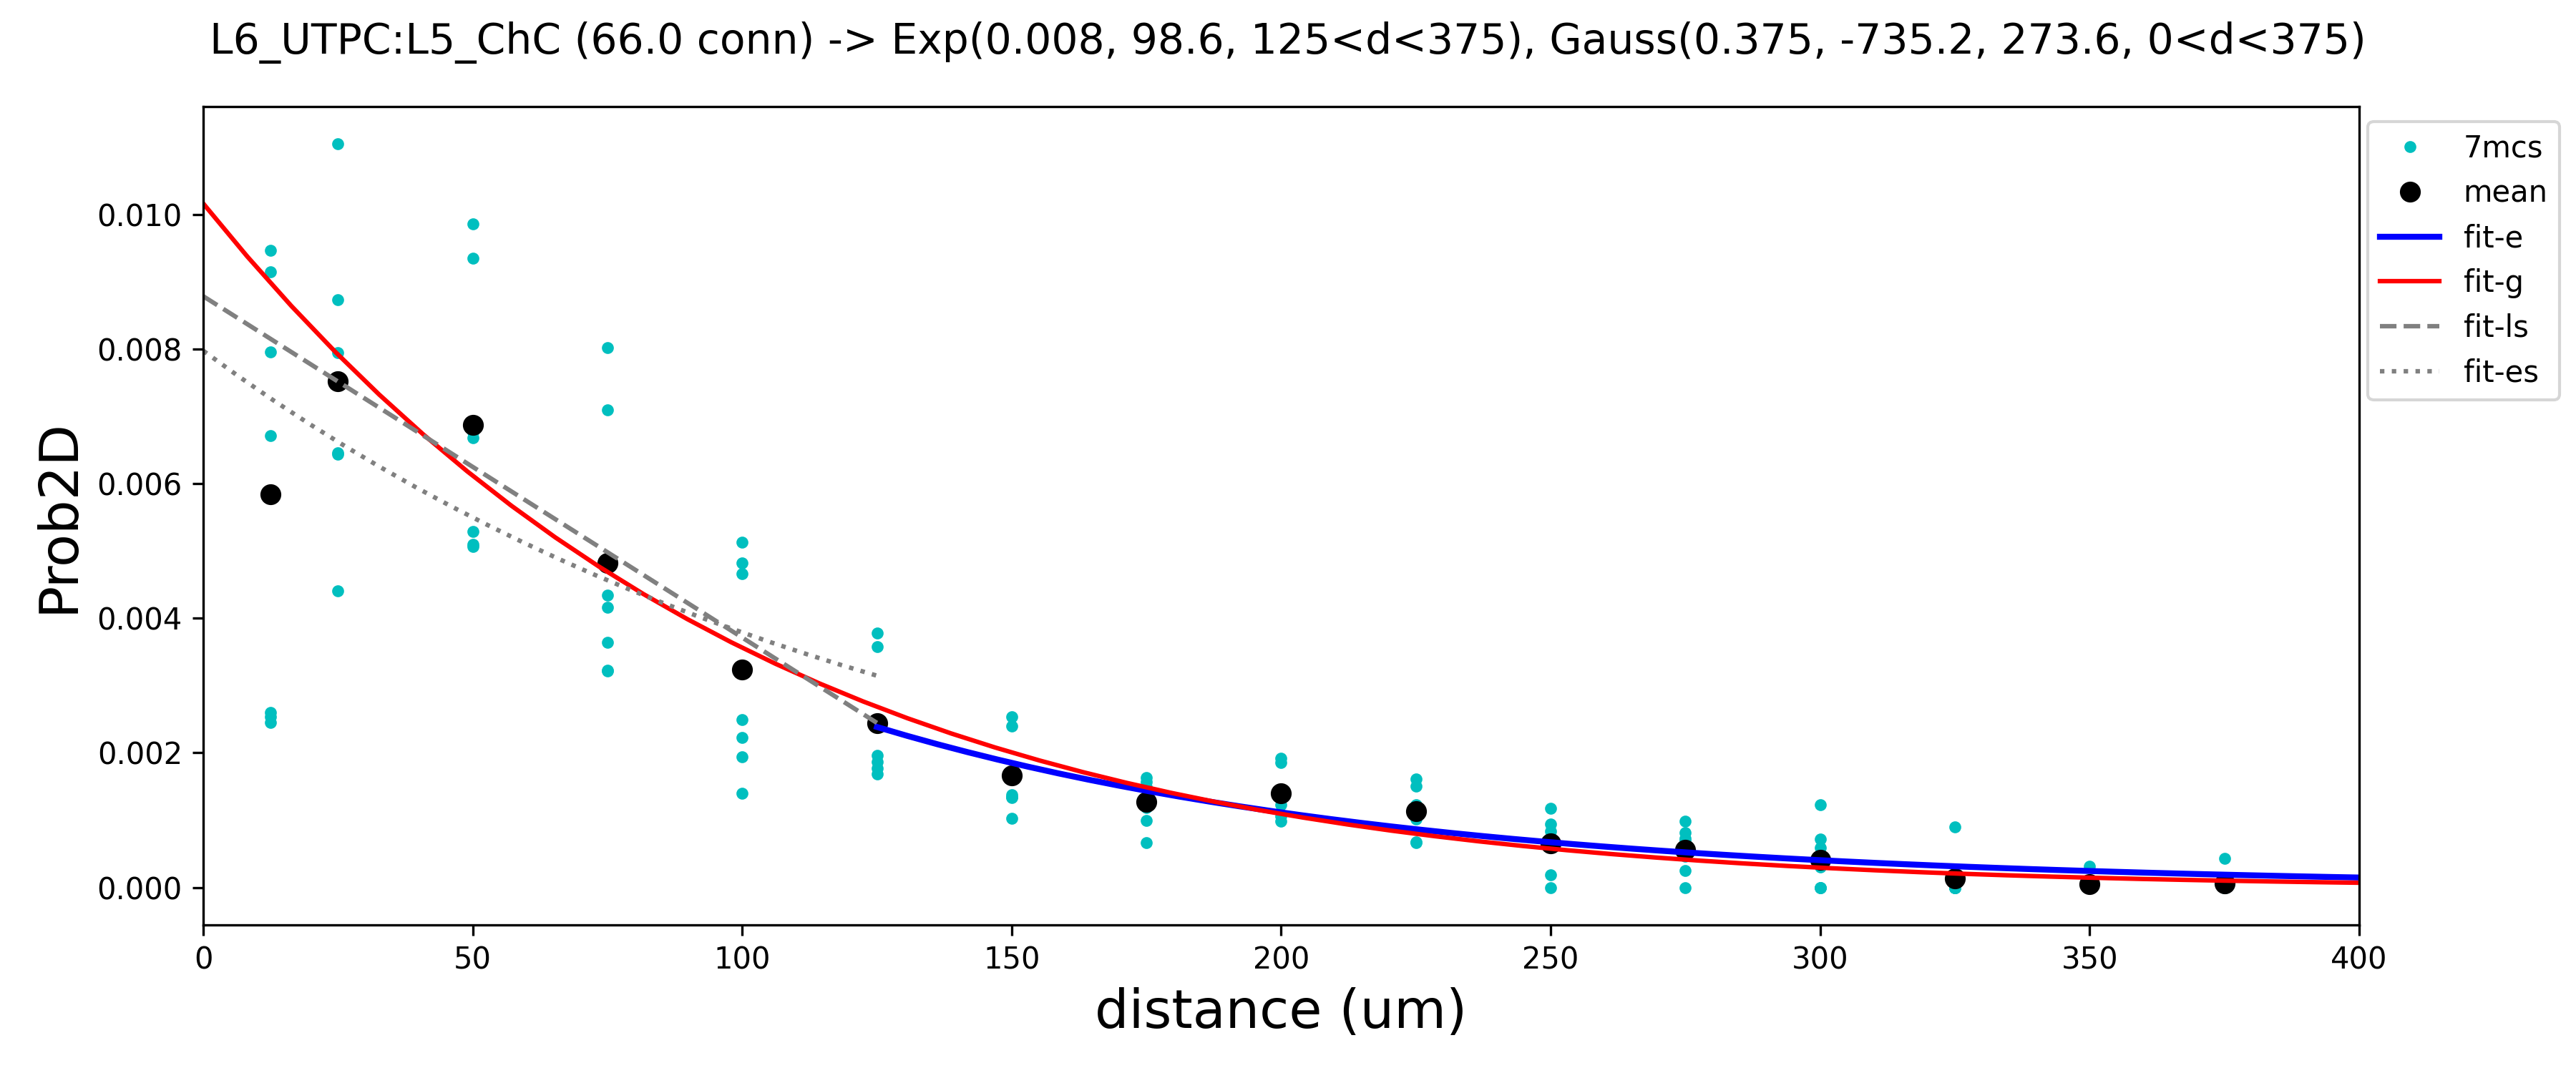 L6_UTPC:L5_ChC (66.0 conn) -> Exp(0.008, 98.6, 125<d<375), Gauss(0.375, -735.2, 273.6, 0<d<375)
7mcs
mean
fit-e
fit-g
fit-ls
fit-es
Prob2D
0.010
0.008
0.006
0.004
0.002
0.000
0 50 100 150 200 250 300 350 400
distance (um)